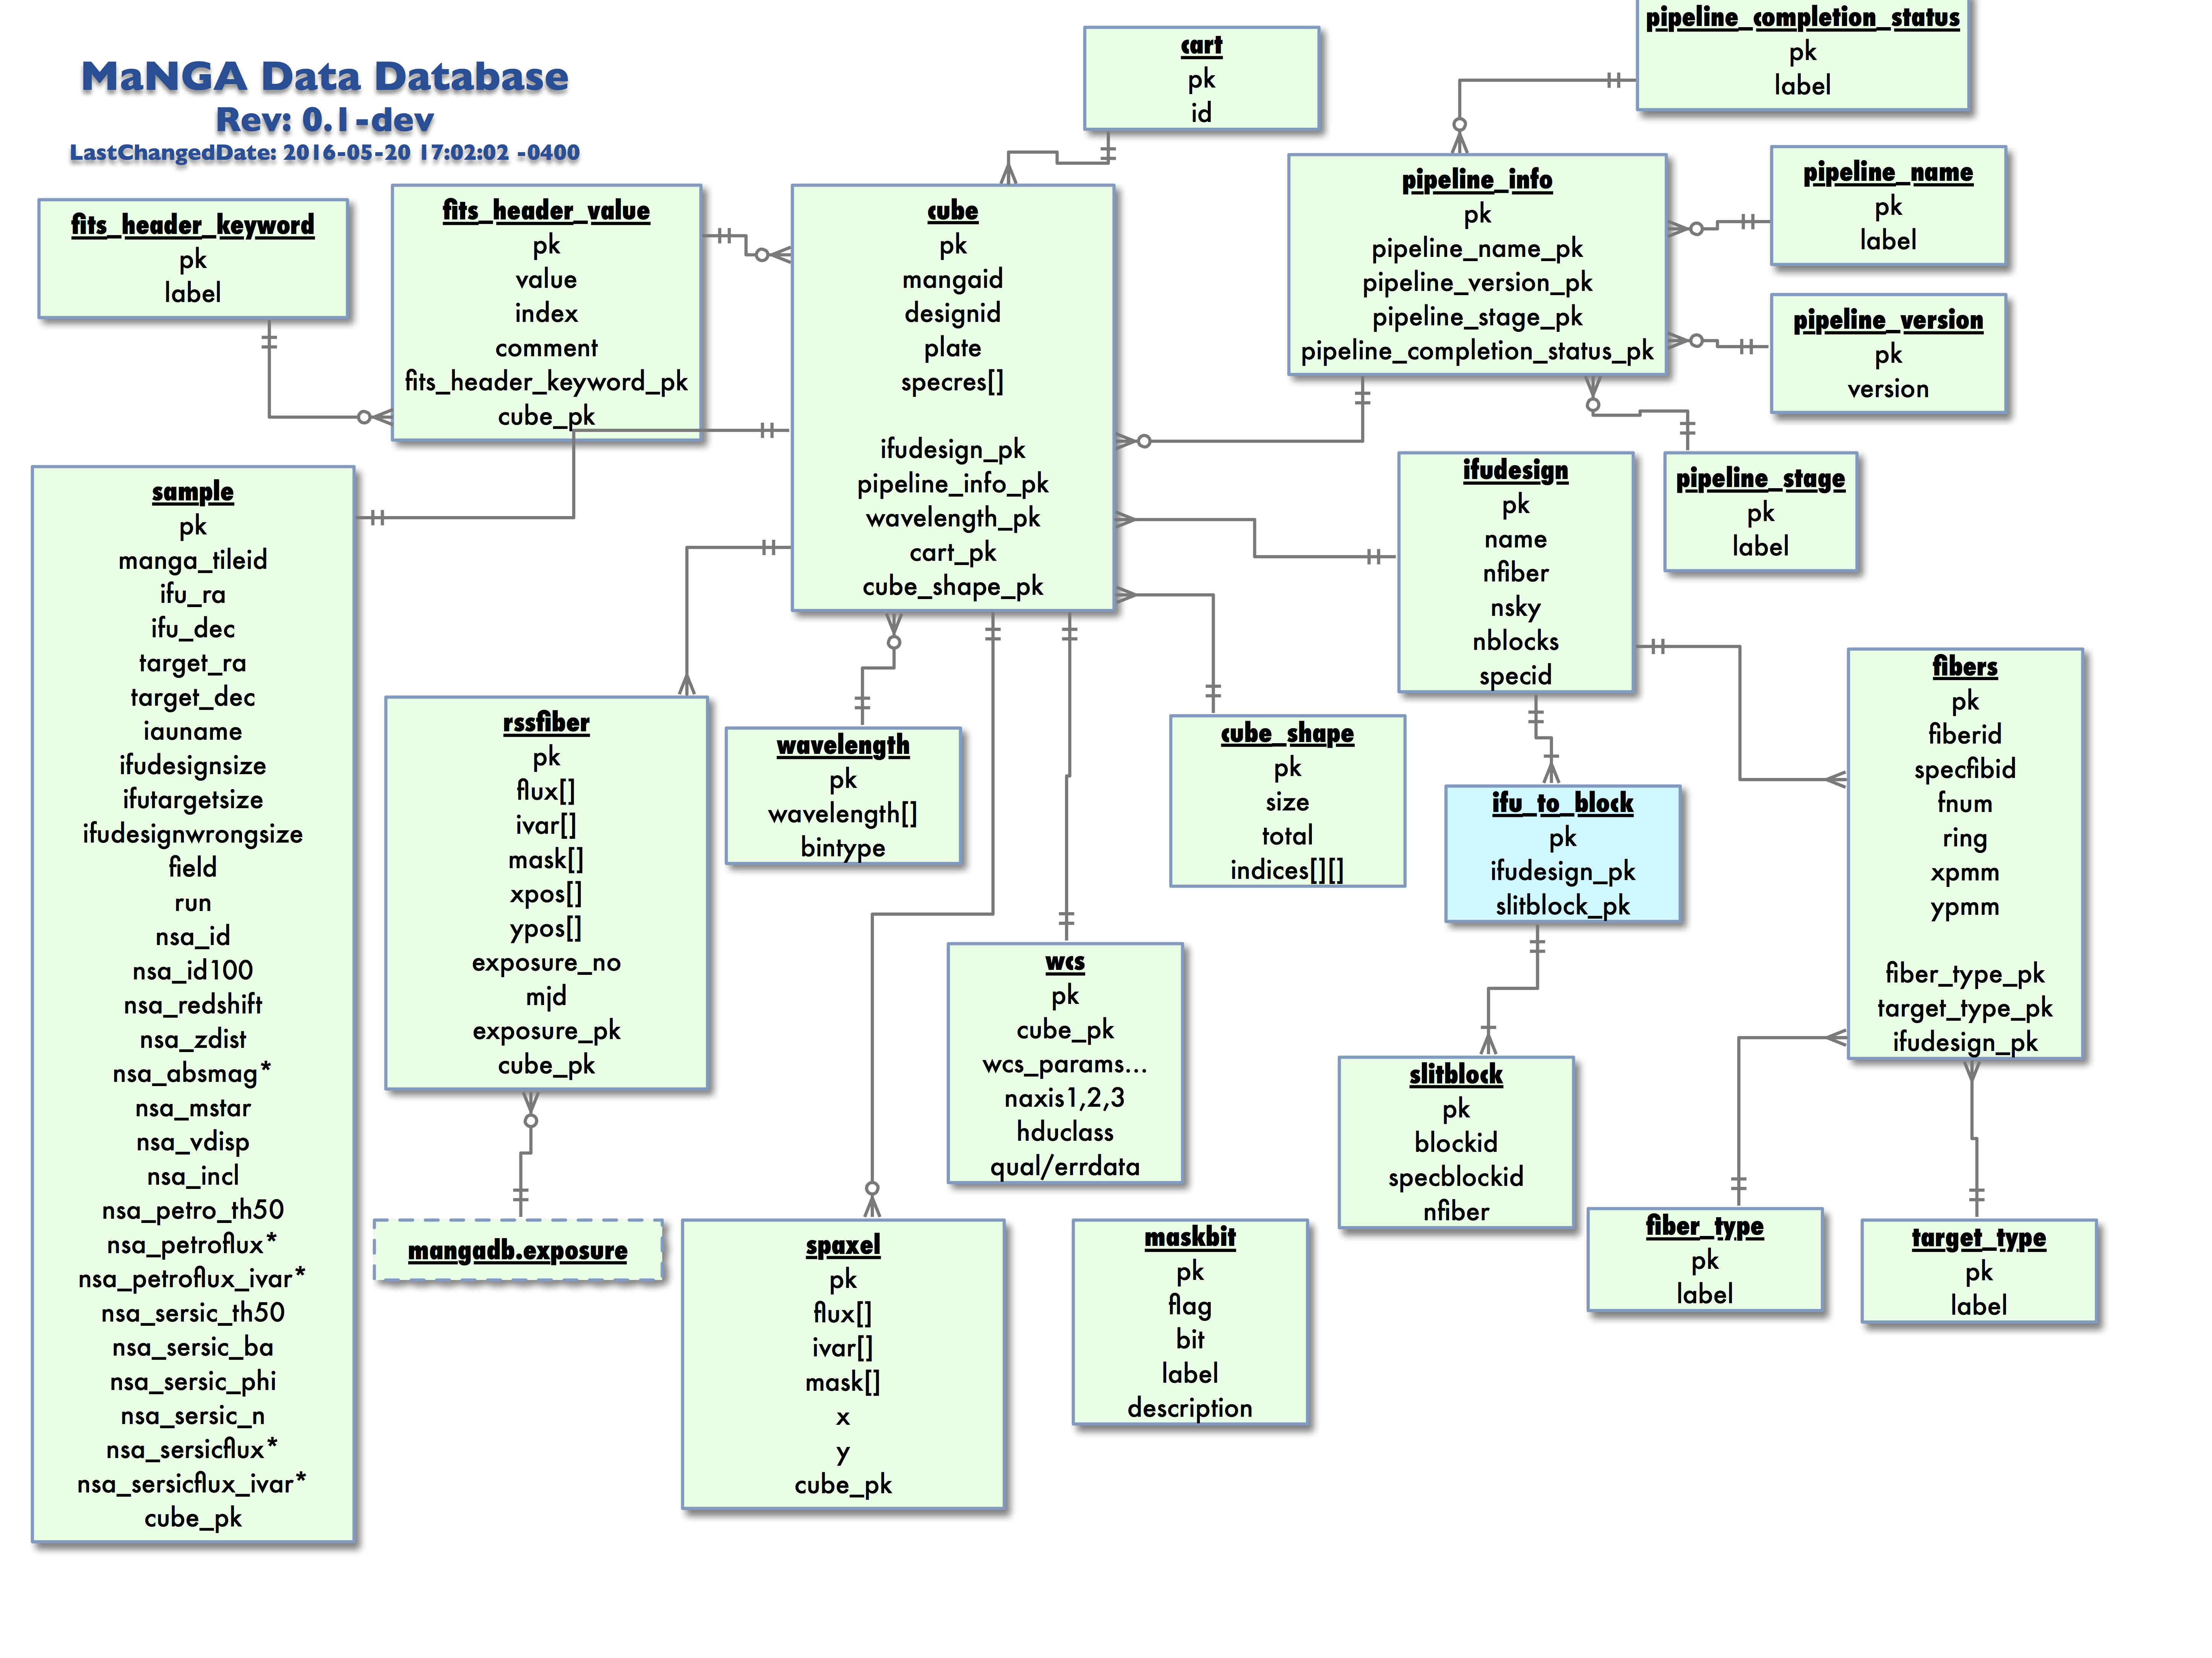 MaNGA Data Database
Rev: 0.1-dev
LastChangedDate: 2016-05-20 17:02:02 -0400
cart
pk
id
pipeline_completion_status
pk
label
fits_header_keyword
pk
label
fits_header_value
pk
value
index
comment
fits_header_keyword_pk
cube_pk
cube
pk
mangaid
designid
plate
specres[]
ifudesign_pk
pipeline_info_pk
wavelength_pk
cart_pk
cube_shape_pk
pipeline_info
pk
pipeline_name_pk
pipeline_version_pk
pipeline_stage_pk
pipeline_completion_status_pk
pipeline_name
pk
label
pipeline_version
pk
version
pipeline_stage
pk
label
sample
pk
manga_tileid
ifu_ra
ifu_dec
target_ra
target_dec
iauname
ifudesignsize
ifutargetsize
ifudesignwrongsize
field
run
nsa_id
nsa_id100
nsa_redshift
nsa_zdist
nsa_absmag*
nsa_mstar
nsa_vdisp
nsa_incl
nsa_petro_th50
nsa_petroflux*
nsa_petroflux_ivar*
nsa_sersic_th50
nsa_sersic_ba
nsa_sersic_phi
nsa_sersic_n
nsa_sersicflux*
nsa_sersicflux_ivar*
cube_pk
rssfiber
pk
flux[]
ivar[]
mask[]
xpos[]
ypos[]
exposure_no
mjd
exposure_pk
cube_pk
wavelength
pk
wavelength[]
bintype
cube_shape
pk
size
total
indices[][]
ifudesign
pk
name
nfiber
nsky
nblocks
specid
ifu_to_block
pk
ifudesign_pk
slitblock_pk
fibers
pk
fiberid
specfibid
fnum
ring
xpmm
ypmm
fiber_type_pk
target_type_pk
ifudesign_pk
wcs
pk
cube_pk
wcs_params...
naxis1,2,3
hduclass
qual/errdata
slitblock
pk
blockid
specblockid
nfiber
mangadb.exposure
spaxel
pk
flux[]
ivar[]
mask[]
x
y
cube_pk
maskbit
pk
flag
bit
label
description
fiber_type
pk
label
target_type
pk
label